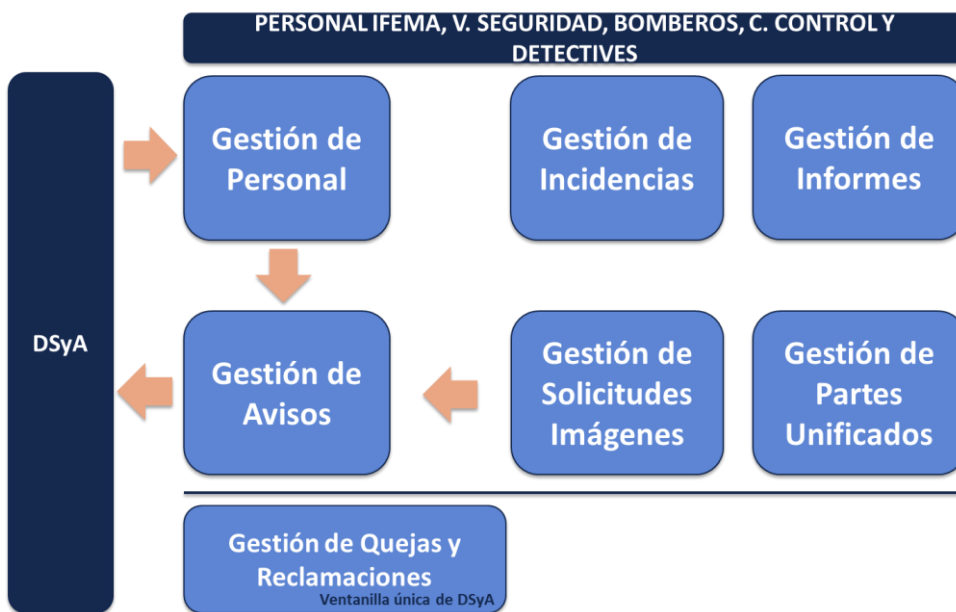 PERSONAL IFEMA, V. SEGURIDAD, BOMBEROS, C. CONTROL Y
DETECTIVES
DSyA
Gestión de
Personal
Gestión de
Incidencias
Gestión de
Informes
Gestión de
Avisos
Gestión de
Solicitudes
Imágenes
Gestión de
Partes
Unificados
Gestión de Quejas y
Reclamaciones
Ventanilla única de DSyA